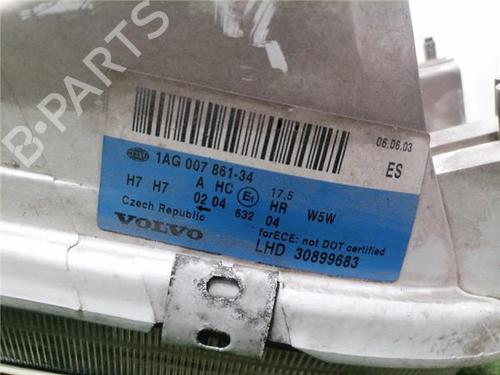 B-PARTS
06.06.03
ES
HELLA
1AG 007 861-34
H7 H7 A HC E1 17,5 HR W5W
02 04 632 04
Czech Republic
VOLVO
forECE; not DOT certified
LHD 30899683